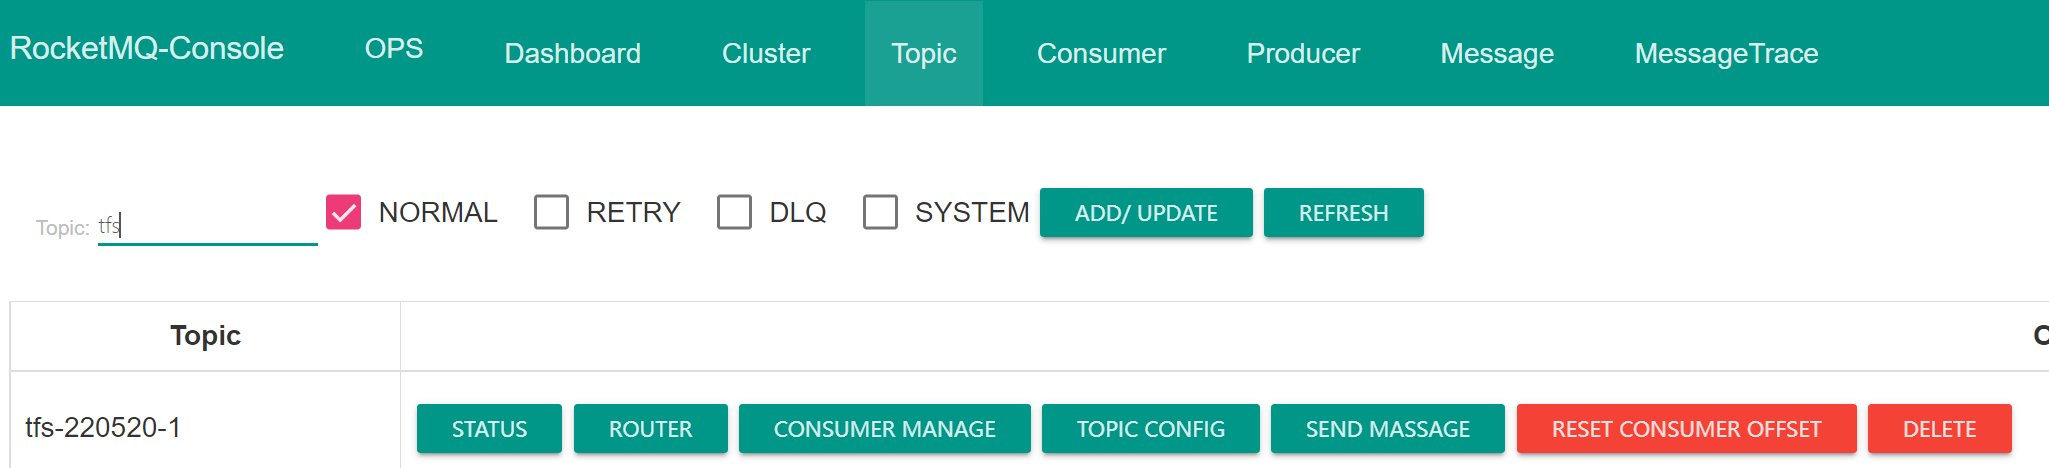 RocketMQ-Console OPS Dashboard Cluster Topic Consumer Producer Message MessageTrace
Topic: tfs NORMAL RETRY DLQ SYSTEM ADD/ UPDATE REFRESH
Topic
tfs-220520-1 STATUS ROUTER CONSUMER MANAGE TOPIC CONFIG SEND MASSAGE RESET CONSUMER OFFSET DELETE